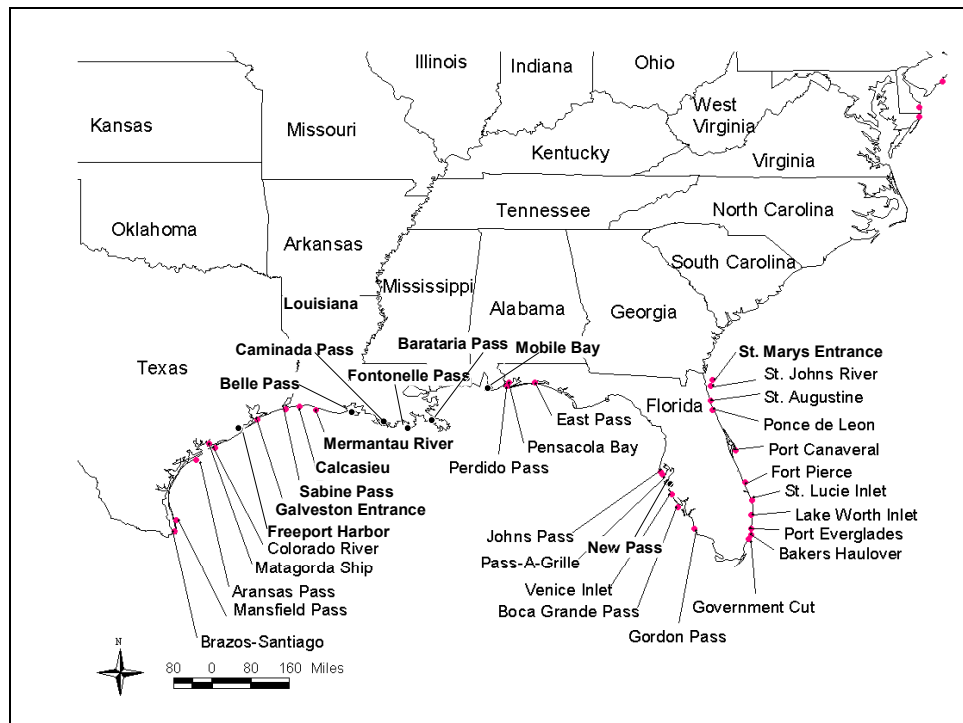 Illinois
Indiana
Ohio
West
Virginia
Kansas
Missouri
Kentucky
Virginia
Tennessee
North Carolina
Oklahoma
Arkansas
South Carolina
Mississippi
Louisiana
Alabama
Georgia
Barataria Pass
Mobile Bay
Caminada Pass
St. Marys Entrance
Texas
Fontonelle Pass
St. Johns River
Belle Pass
St. Augustine
Florida
East Pass
Ponce de Leon
Mermantau River
Pensacola Bay
Port Canaveral
Perdido Pass
Calcasieu
Fort Pierce
Sabine Pass
St. Lucie Inlet
Galveston Entrance
Lake Worth Inlet
Freeport Harbor
Port Everglades
Johns Pass
New Pass
Colorado River
Bakers Haulover
Pass-A-Grille
Matagorda Ship
Venice Inlet
Aransas Pass
Government Cut
Mansfield Pass
Boca Grande Pass
Gordon Pass
Brazos-Santiago
N
80 0 80 160 Miles